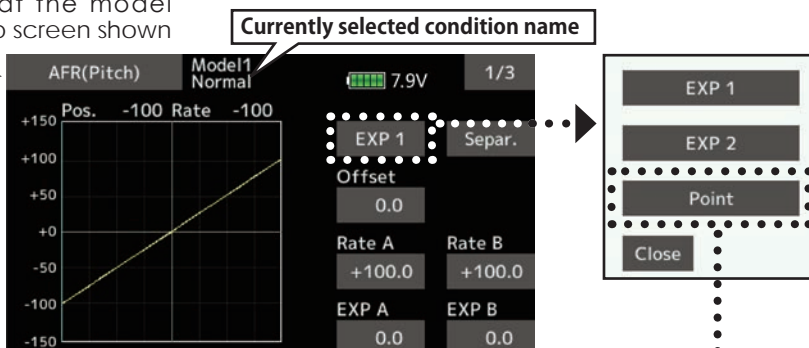 at the model
screen shown
Currently selected condition name
AFR(Pitch)
Model1
Normal
7.9V
1/3
Pos. -100 Rate -100
+150
+100
+50
+0
-50
-100
-150
EXP 1
Separ.
Offset
0.0
Rate A
Rate B
+100.0
+100.0
EXP A
EXP B
0.0
0.0
EXP 1
EXP 2
Point
Close